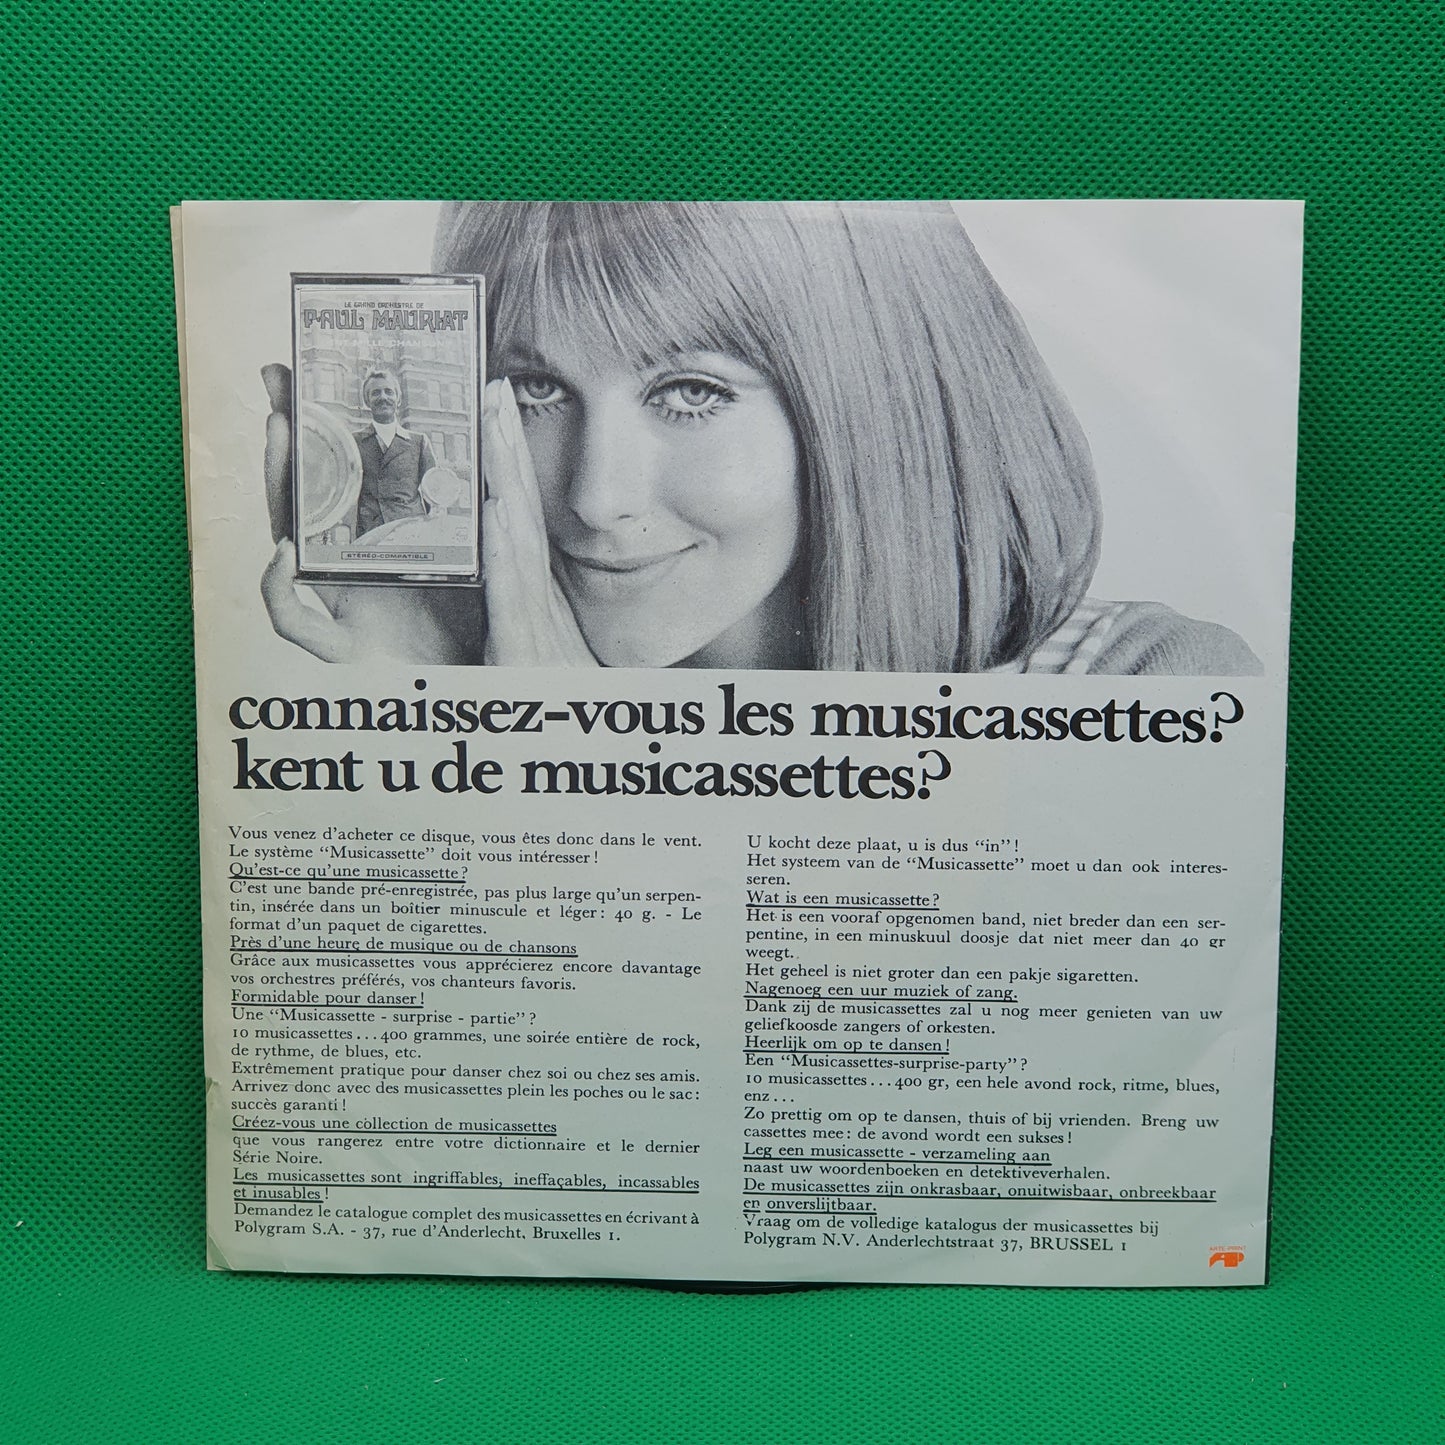 LE GRAND ORCHESTRE DE
PAUL MAURIAT
STÉRÉO-COMPATIBLE
connaissez-vous les musicassettes?
kent u de musicassettes?
Vous venez d'acheter ce disque, vous êtes donc dans le vent.
Le système “Musicassette” doit vous intéresser !
Qu'est-ce qu'une musicassette ?
C'est une bande pré-enregistrée, pas plus large qu'un serpen-
tin, insérée dans un boîtier minuscule et léger : 40 g. - Le
format d'un paquet de cigarettes.
Près d'une heure de musique ou de chansons
Grâce aux musicassettes vous apprécierez encore davantage
vos orchestres préférés, vos chanteurs favoris.
Formidable pour danser !
Une “Musicassette - surprise - partie” ?
10 musicassettes...400 grammes, une soirée entière de rock,
de rythme, de blues, etc.
Extrêmement pratique pour danser chez soi ou chez ses amis.
Arrivez donc avec des musicassettes plein les poches ou le sac :
succès garanti !
Créez-vous une collection de musicassettes
que vous rangerez entre votre dictionnaire et le dernier
Série Noire.
Les musicassettes sont ingriffables, ineffaçables, incassables
et inusables !
Demandez le catalogue complet des musicassettes en écrivant à
Polygram S.A. - 37, rue d'Anderlecht, Bruxelles 1.
U kocht deze plaat, u is dus “in” !
Het systeem van de “Musicassette” moet u dan ook interes-
seren.
Wat is een musicassette ?
Het is een vooraf opgenomen band, niet breder dan een ser-
pentine, in een minuskuul doosje dat niet meer dan 40 gr
weegt.
Het geheel is niet groter dan een pakje sigaretten.
Nagenoeg een uur muziek of zang.
Dank zij de musicassettes zal u nog meer genieten van uw
geliefkoosde zangers of orkesten.
Heerlijk om op te dansen !
Een “Musicassettes-surprise-party” ?
10 musicassettes...400 gr, een hele avond rock, ritme, blues,
enz...
Zo prettig om op te dansen, thuis of bij vrienden. Breng uw
cassettes mee : de avond wordt een sukses !
Leg een musicassette - verzameling aan
naast uw woordenboeken en detektiveverhalen.
De musicassettes zijn onkrasbaar, onuitwisbaar, onbreekbaar
en onverslijtbaar.
Vraag om de volledige katalogus der musicassettes bij
Polygram N.V. Anderlechtstraat 37, BRUSSEL 1
ARTE-PRINT
AP